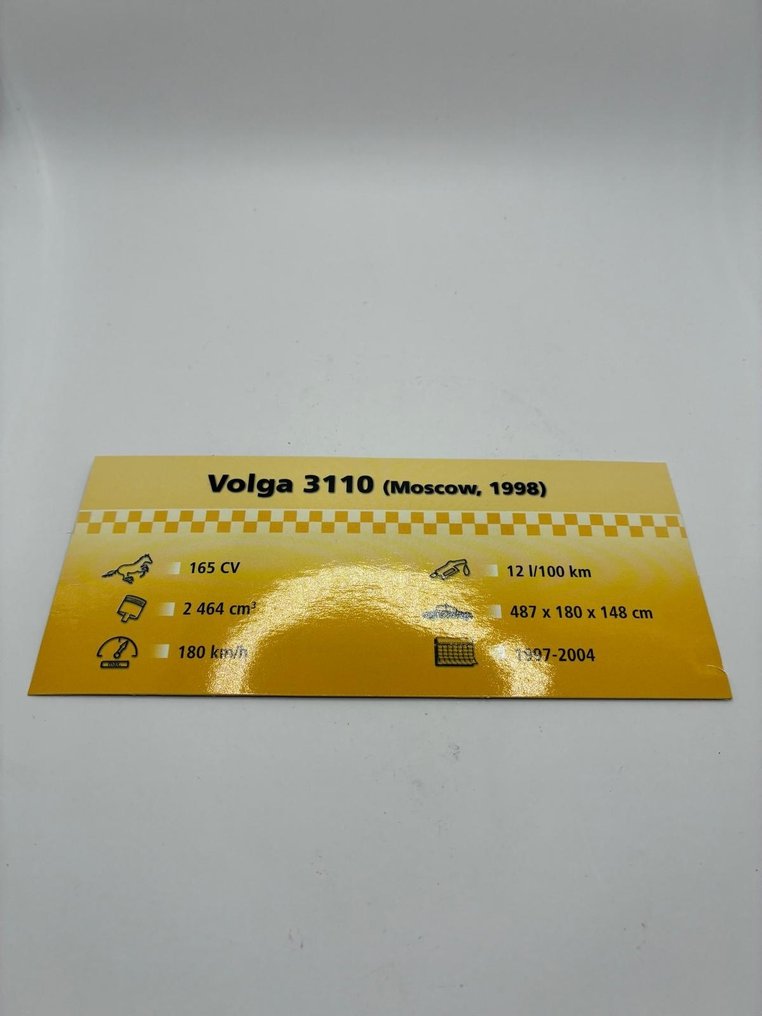 Volga 3110 (Moscow, 1998)
165 CV
2 464 cm³
180 km/h
12 l/100 km
487 x 180 x 148 cm
1997-2004